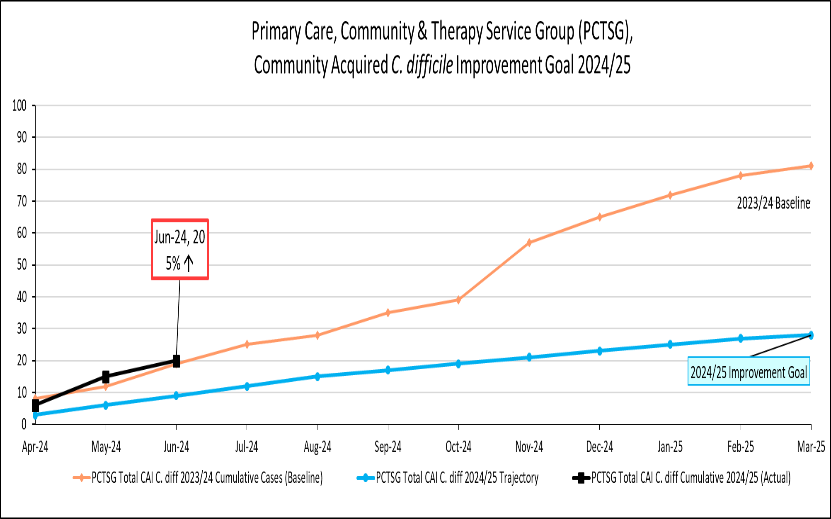 Primary Care, Community & Therapy Service Group (PCTSG),
Community Acquired C. difficile Improvement Goal 2024/25
100
90
80
70
60
50
40
30
20
10
0
2023/24 Baseline
Jun-24, 20
5% ↑
2024/25 Improvement Goal
Apr-24 May-24 Jun-24 Jul-24 Aug-24 Sep-24 Oct-24 Nov-24 Dec-24 Jan-25 Feb-25 Mar-25
PCTSG Total CAI C. diff 2023/24 Cumulative Cases (Baseline) PCTSG Total CAI C. diff 2024/25 Trajectory PCTSG Total CAI C. diff Cumulative 2024/25 (Actual)